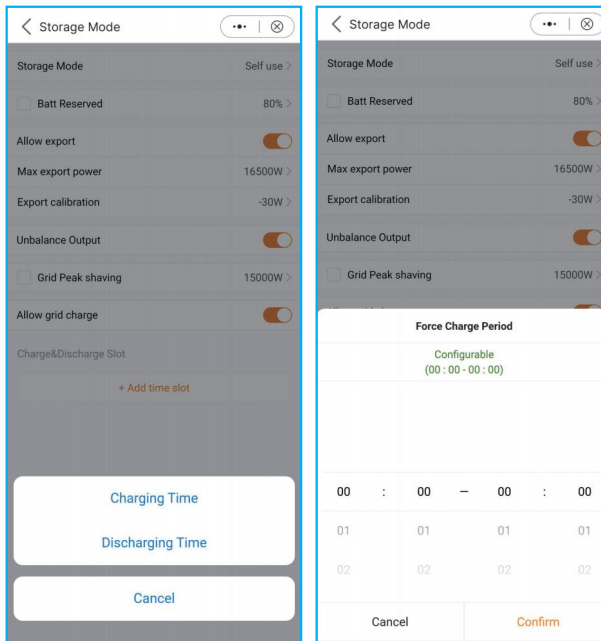 Storage Mode
Storage Mode Self use >
Batt Reserved 80% >
Allow export
Max export power 16500W >
Export calibration -30W >
Unbalance Output
Grid Peak shaving 15000W >
Allow grid charge
Charge&Discharge Slot
+ Add time slot
Charging Time
Discharging Time
Cancel
Storage Mode
Storage Mode Self use >
Batt Reserved 80% >
Allow export
Max export power 16500W >
Export calibration -30W >
Unbalance Output
Grid Peak shaving 15000W >
Force Charge Period
Configurable
(00 : 00 - 00 : 00)
00 : 00 – 00 : 00
01 01 01 01
02 02 02 02
Cancel Confirm